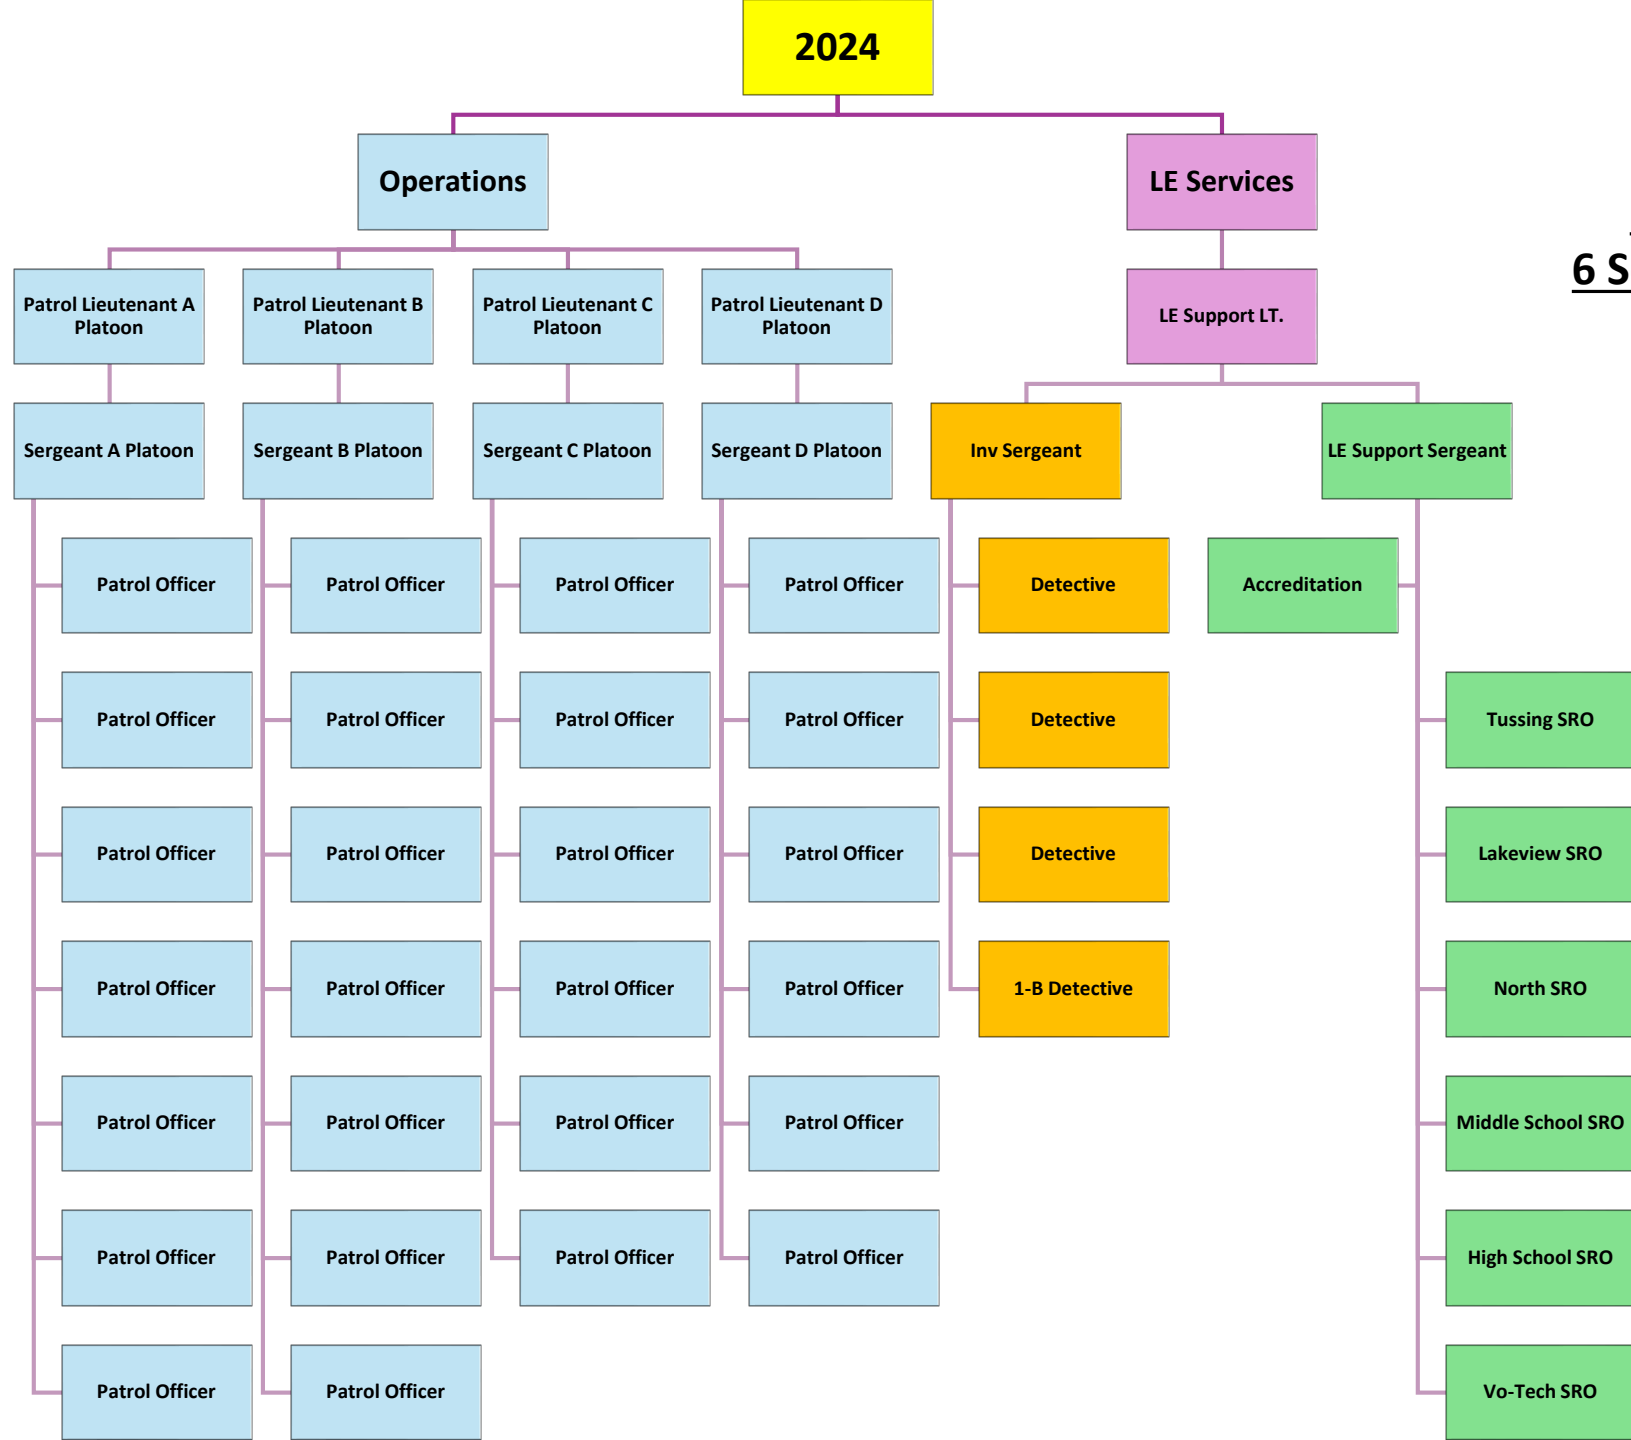 2024
Operations
LE Services
6 S
Patrol Lieutenant A
Platoon
Patrol Lieutenant B
Platoon
Patrol Lieutenant C
Platoon
Patrol Lieutenant D
Platoon
LE Support LT.
Sergeant A Platoon
Sergeant B Platoon
Sergeant C Platoon
Sergeant D Platoon
Inv Sergeant
LE Support Sergeant
Patrol Officer
Patrol Officer
Patrol Officer
Patrol Officer
Detective
Accreditation
Patrol Officer
Patrol Officer
Patrol Officer
Patrol Officer
Detective
Tussing SRO
Patrol Officer
Patrol Officer
Patrol Officer
Patrol Officer
Detective
Lakeview SRO
Patrol Officer
Patrol Officer
Patrol Officer
Patrol Officer
1-B Detective
North SRO
Patrol Officer
Patrol Officer
Patrol Officer
Patrol Officer
Middle School SRO
Patrol Officer
Patrol Officer
Patrol Officer
Patrol Officer
High School SRO
Patrol Officer
Patrol Officer
Vo-Tech SRO